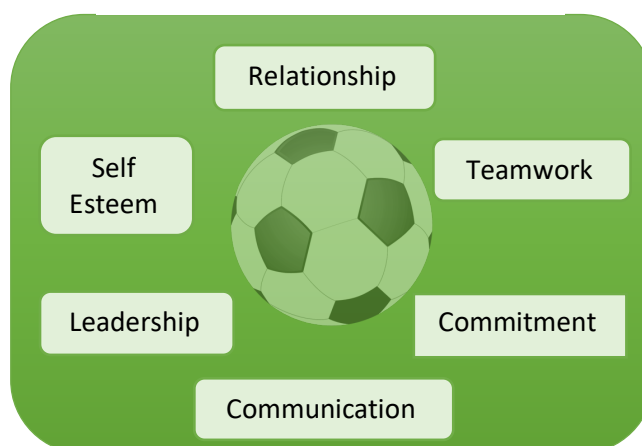 Relationship
Self
Esteem
Teamwork
Leadership
Commitment
Communication